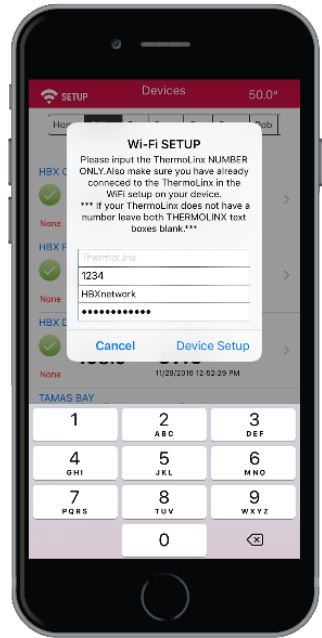 SETUP Devices 50.0°
Wi-Fi SETUP
Please input the ThermoLinx NUMBER
ONLY.Also make sure you have already
conneced to the ThermoLinx in the
WiFi setup on your device.
*** If your ThermoLinx does not have a
number leave both THERMOLINX text
boxes blank.***
ThermoLinx
1234
HBXnetwork
••••••••••••
Cancel Device Setup
HBX
None
HBX
None
HBX
None
11/29/2019 12:52:29 PM
TAMAS BAY
1 2 3
ABC DEF
4 5 6
GHI JKL MNO
7 8 9
PQRS TUV WXYZ
0